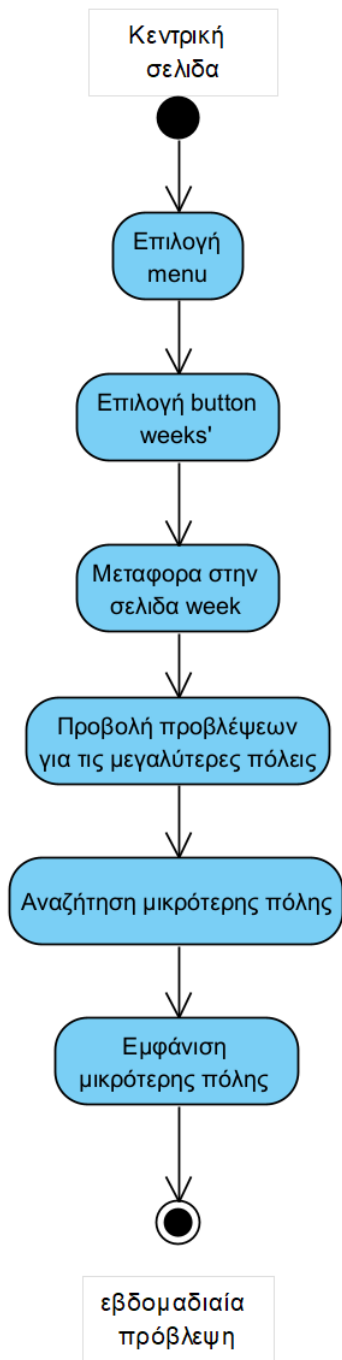 Κεντρική
σελιδα
Επιλογή
menu
Επιλογή button
weeks'
Μεταφορα στην
σελιδα week
Προβολή προβλέψεων
για τις μεγαλύτερες πόλεις
Αναζήτηση μικρότερης πόλης
Εμφάνιση
μικρότερης πόλης
εβδομαδιαία
πρόβλεψη